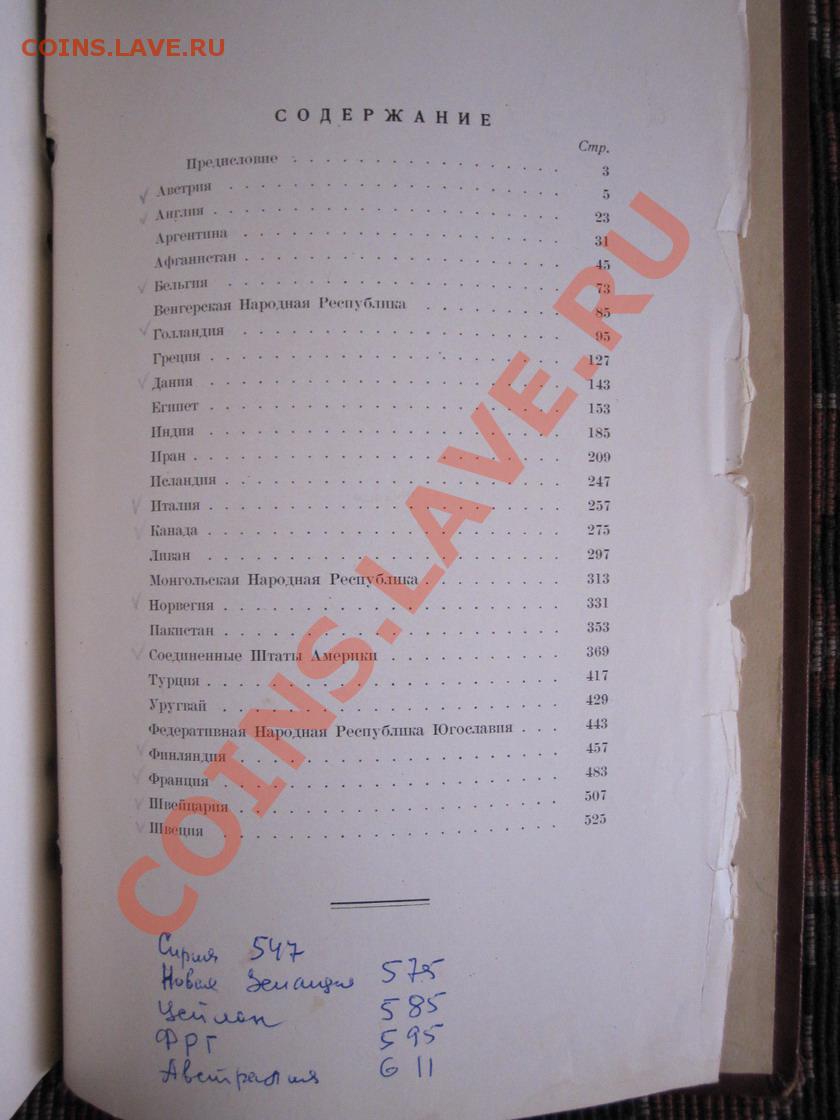 COINS.LAVE.RU
СОДЕРЖАНИЕ
Стр.
Предисловие . . . . . . . . . . . . . . . . 3
Австрия . . . . . . . . . . . . . . . . 5
Англия . . . . . . . . . . . . . . . . 23
Аргентина . . . . . . . . . . . . . . . . 31
Афганистан . . . . . . . . . . . . . . . . 45
Бельгия . . . . . . . . . . . . . . . . 73
Венгерская Народная Республика . . . . . . . 85
Голландия . . . . . . . . . . . . . . . . 95
Греция . . . . . . . . . . . . . . . . 127
Дания . . . . . . . . . . . . . . . . 143
Египет . . . . . . . . . . . . . . . . 153
Индия . . . . . . . . . . . . . . . . 185
Иран . . . . . . . . . . . . . . . . 209
Исландия . . . . . . . . . . . . . . . . 247
Италия . . . . . . . . . . . . . . . . 257
Канада . . . . . . . . . . . . . . . . 275
Ливан . . . . . . . . . . . . . . . . 297
Монгольская Народная Республика . . . . . . . 313
Норвегия . . . . . . . . . . . . . . . . 331
Пакистан . . . . . . . . . . . . . . . . 353
Соединенные Штаты Америки . . . . . . . . . 369
Турция . . . . . . . . . . . . . . . . 417
Уругвай . . . . . . . . . . . . . . . . 429
Федеративная Народная Республика Югославия . . . 443
Финляндия . . . . . . . . . . . . . . . . 457
Франция . . . . . . . . . . . . . . . . 483
Швейцария . . . . . . . . . . . . . . . . 507
Швеция . . . . . . . . . . . . . . . . 525
COINS.LAVE.RU
Сирия 547
Новая Зеландия 575
Цейлон 585
ФРГ 595
Австралия 611